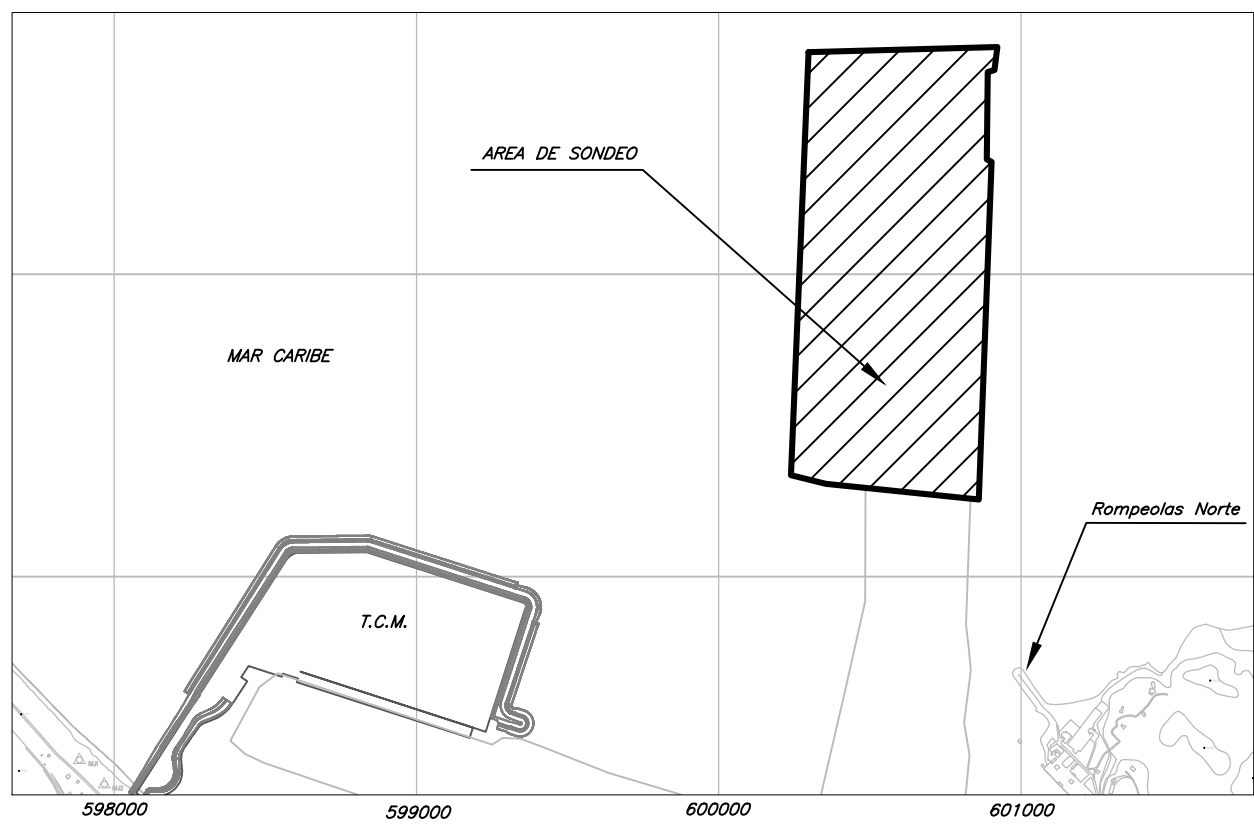 AREA DE SONDEO
MAR CARIBE
Rompeolas Norte
T.C.M.
598000
599000
600000
601000